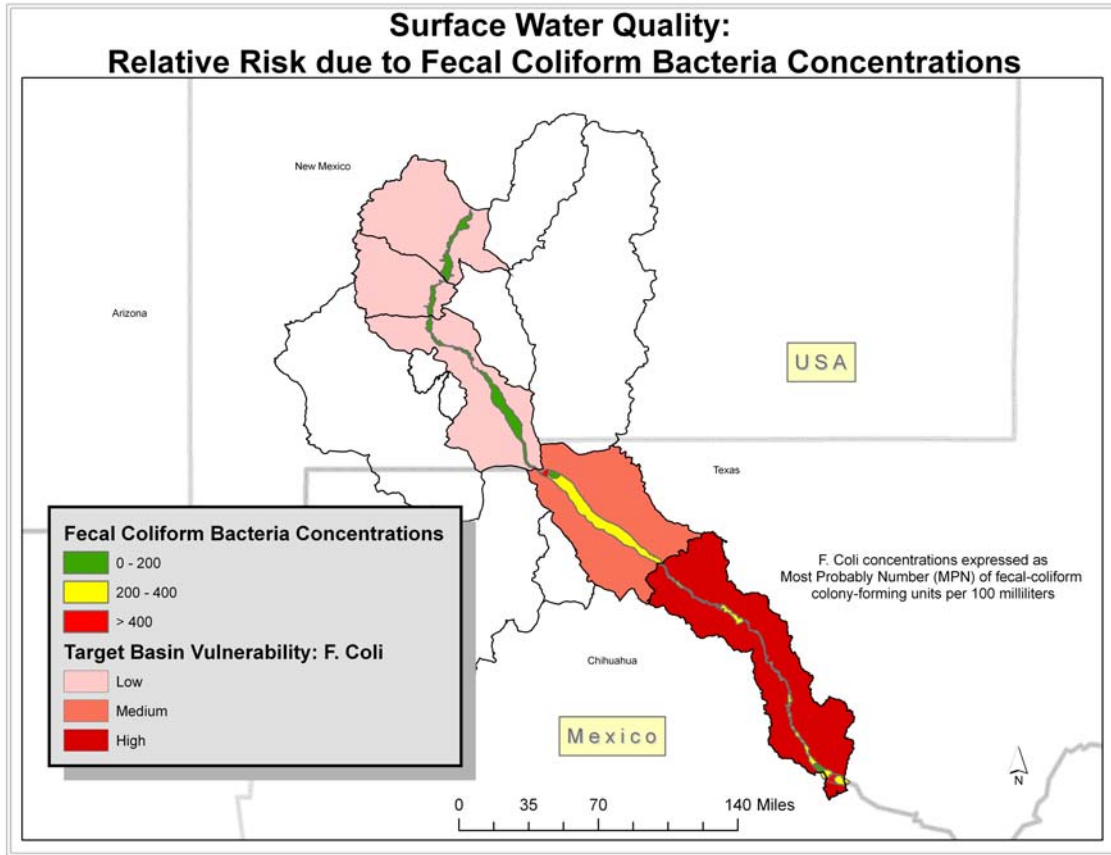 Surface Water Quality:
Relative Risk due to Fecal Coliform Bacteria Concentrations
New Mexico
Arizona
USA
Texas
Fecal Coliform Bacteria Concentrations
0 - 200
200 - 400
> 400
Target Basin Vulnerability: F. Coli
Low
Medium
High
F. Coli concentrations expressed as
Most Probably Number (MPN) of fecal-coliform
colony-forming units per 100 milliliters
Chihuahua
Mexico
N
0 35 70 140 Miles